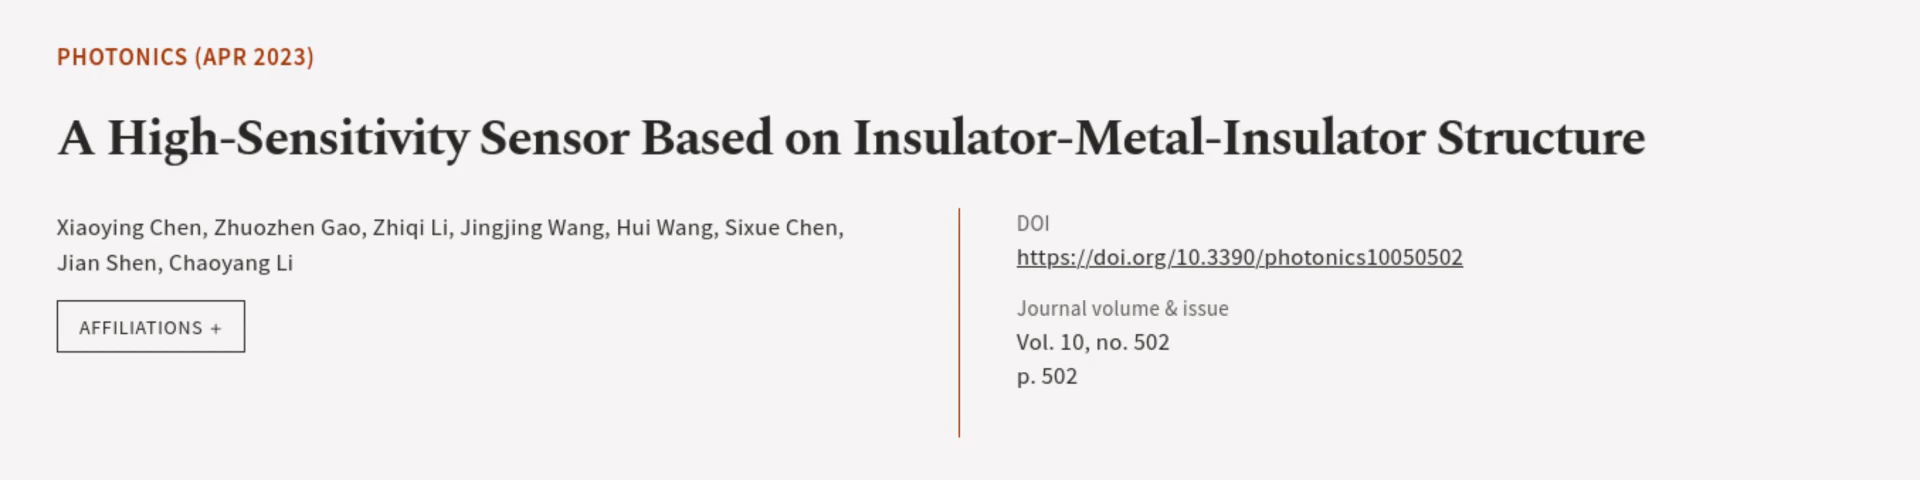 PHOTONICS (APR 2023)
A High-Sensitivity Sensor Based on Insulator-Metal-Insulator Structure
Xiaoying Chen, Zhuozhen Gao, Zhiqi Li, Jingjing Wang, Hui Wang, Sixue Chen,
Jian Shen, Chaoyang Li
AFFILIATIONS +
DOI
https://doi.org/10.3390/photonics10050502
Journal volume & issue
Vol. 10, no. 502
p. 502